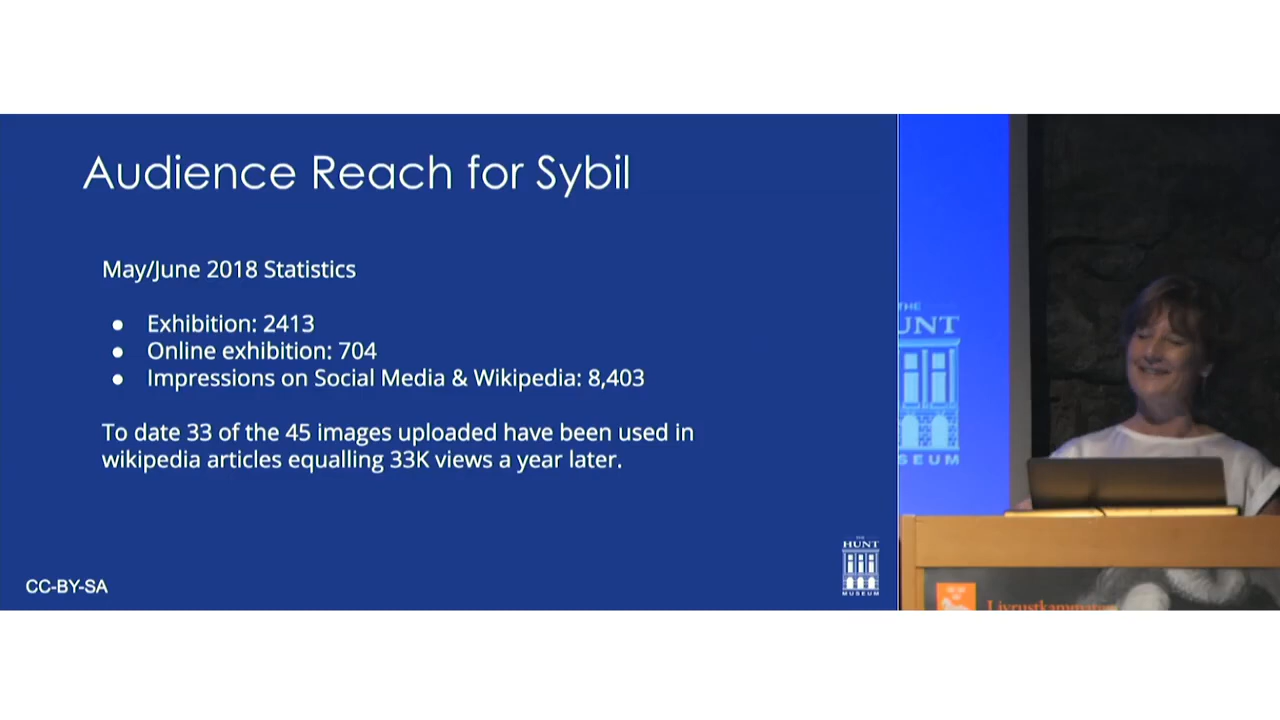 Audience Reach for Sybil
May/June 2018 Statistics
● Exhibition: 2413
● Online exhibition: 704
● Impressions on Social Media & Wikipedia: 8,403
To date 33 of the 45 images uploaded have been used in
wikipedia articles equalling 33K views a year later.
CC-BY-SA
THE
HUNT
MUSEUM
THE
UNT
SEUM
Livrustkammaren